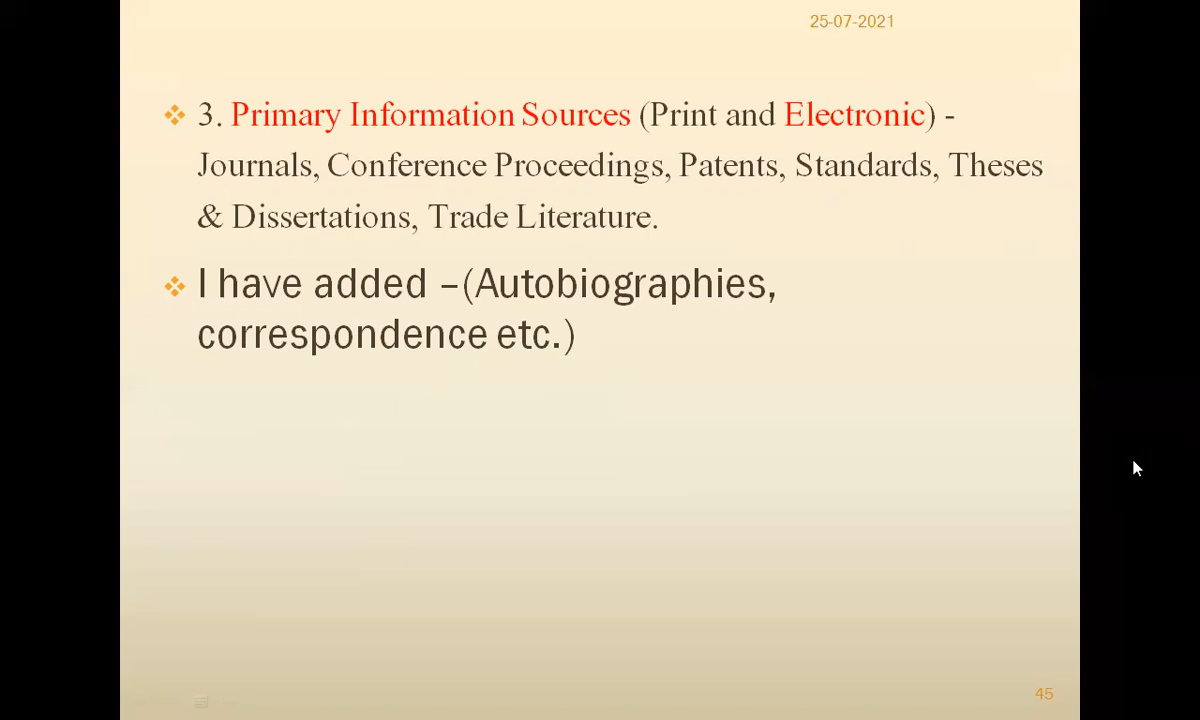 25-07-2021
3. Primary Information Sources (Print and Electronic) -
Journals, Conference Proceedings, Patents, Standards, Theses
& Dissertations, Trade Literature.
I have added –(Autobiographies,
correspondence etc.)
45